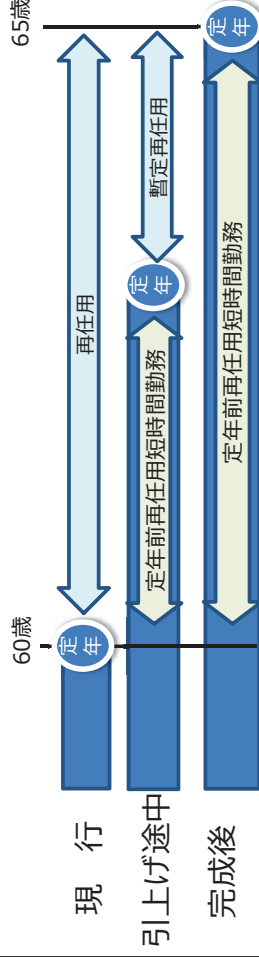 60歳
65歳
現　行
定年
再任用
引上げ途中
定年前再任用短時間勤務
定年
暫定再任用
完成後
定年前再任用短時間勤務
定年